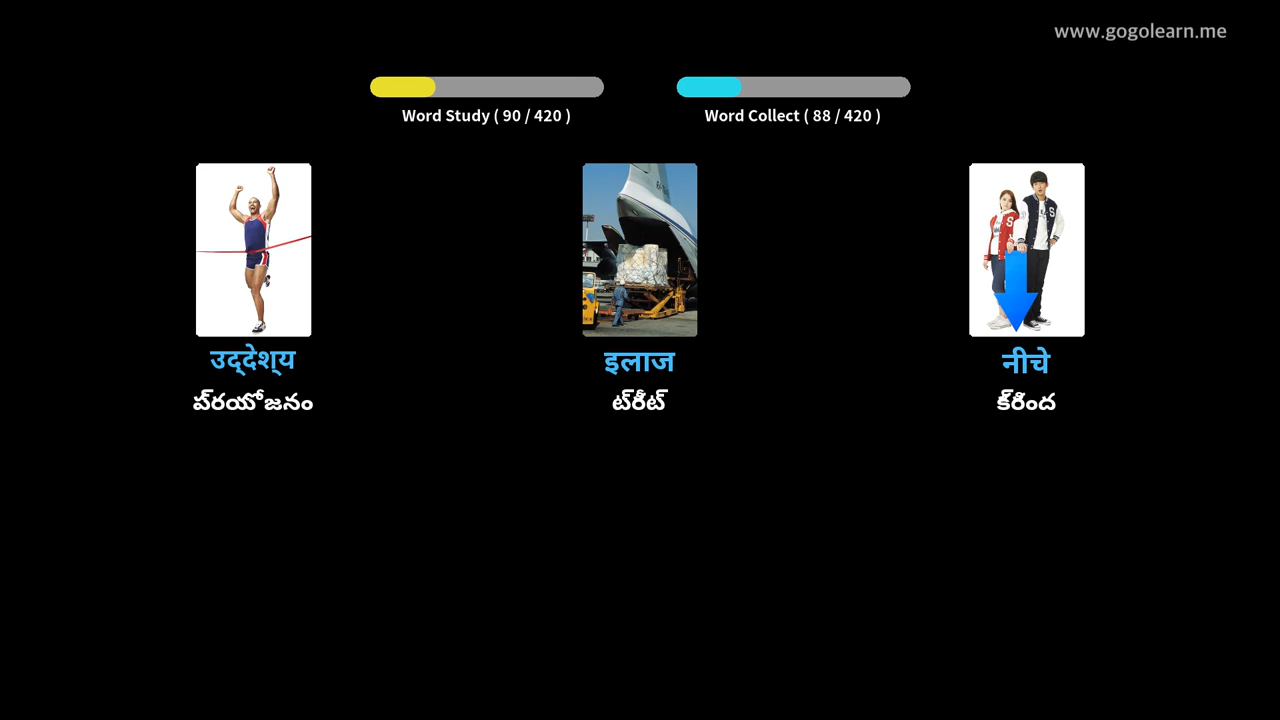 www.gogolearn.me
Word Study ( 90 / 420 )
Word Collect ( 88 / 420 )
उद्देश्य
ప్రయోజనం
इलाज
ట్రీట్
नीचे
క్రింద